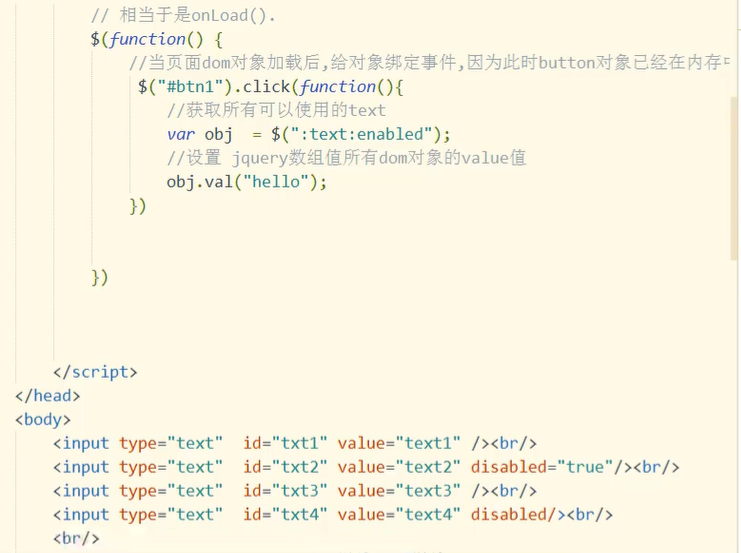 // 相当于是onLoad().
$(function() {
//当页面dom对象加载后,给对象绑定事件,因为此时button对象已经在内存
$("#btn1").click(function(){
//获取所有可以使用的text
var obj  = $(":text:enabled");
//设置 jquery数组值所有dom对象的value值
obj.val("hello");
})
})
</script>
</head>
<body>
<input type="text"  id="txt1" value="text1" /><br/>
<input type="text"  id="txt2" value="text2" disabled="true"/><br/>
<input type="text"  id="txt3" value="text3" /><br/>
<input type="text"  id="txt4" value="text4" disabled/><br/>
<br/>